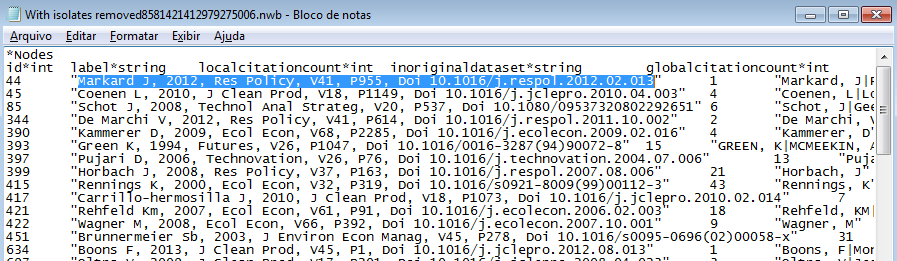 With isolates removed8581421412979275006.nwb - Bloco de notas
Arquivo Editar Formatar Exibir Ajuda
*Nodes
id*int label*string localcitationcount*int inoriginaldataset*string globalcitationcount*int
44 "Markard J, 2012, Res Policy, V41, P955, Doi 10.1016/j.respol.2012.02.013" 1 "Markard, J|F
45 "Coenen L, 2010, J Clean Prod, V18, P1149, Doi 10.1016/j.jclepro.2010.04.003" 4 "Coenen, L|Lo
85 "Schot J, 2008, Technol Anal Strateg, V20, P537, Doi 10.1080/09537320802292651" 6 "Schot, J|Gee
344 "De Marchi V, 2012, Res Policy, V41, P614, Doi 10.1016/j.respol.2011.10.002" 2 "De Marchi, V
390 "Kammerer D, 2009, Ecol Econ, V68, P2285, Doi 10.1016/j.ecolecon.2009.02.016" 4 "Kammerer, D"
393 "Green K, 1994, Futures, V26, P1047, Doi 10.1016/0016-3287(94)90072-8" 15 "GREEN, K|MCMEEKIN, A
397 "Pujari D, 2006, Technovation, V26, P76, Doi 10.1016/j.technovation.2004.07.006" 13 "Puja
399 "Horbach J, 2008, Res Policy, V37, P163, Doi 10.1016/j.respol.2007.08.006" 21 "Horbach, J"
415 "Rennings K, 2000, Ecol Econ, V32, P319, Doi 10.1016/s0921-8009(99)00112-3" 43 "Rennings, K"
417 "Carrillo-hermosilla J, 2010, J Clean Prod, V18, P1073, Doi 10.1016/j.jclepro.2010.02.014" 7
421 "Rehfeld Km, 2007, Ecol Econ, V61, P91, Doi 10.1016/j.ecolecon.2006.02.003" 18 "Rehfeld, KM
422 "Wagner M, 2008, Ecol Econ, V66, P392, Doi 10.1016/j.ecolecon.2007.10.001" 9 "Wagner, M"
451 "Brunnermeier Sb, 2003, J Environ Econ Manag, V45, P278, Doi 10.1016/s0095-0696(02)00058-x" 31
634 "Boons F, 2013, J Clean Prod, V45, P1, Doi 10.1016/j.jclepro.2012.08.013" 1 "Boons, F|Mon